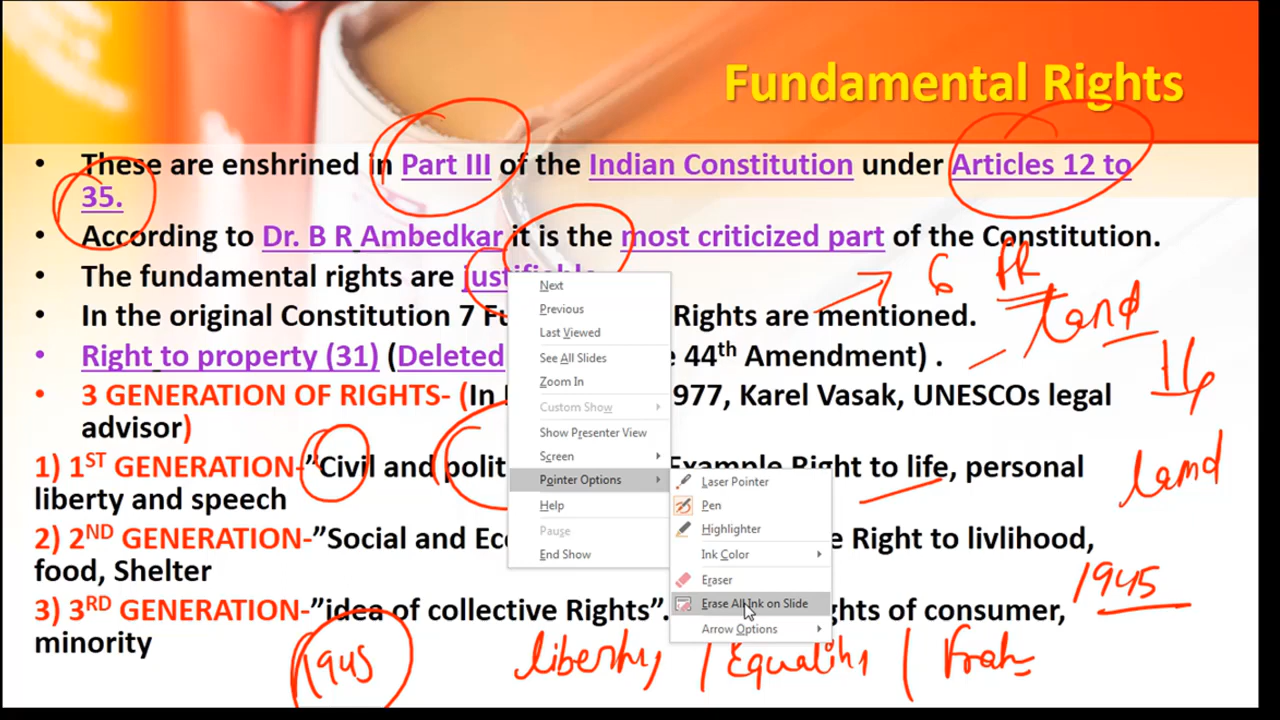 Fundamental Rights
• These are enshrined in Part III of the Indian Constitution under Articles 12 to
35.
• According to Dr. B R Ambedkar it is the most criticized part of the Constitution.
• The fundamental rights are justifiable
6 FR
• In the original Constitution 7 Rights are mentioned.
Land
• Right to property (31) (Deleted 44th Amendment) .
14
• 3 GENERATION OF RIGHTS- (In 977, Karel Vasak, UNESCOs legal
advisor)
1) 1ST GENERATION-”Civil and Right to life, personal
liberty and speech
land
2) 2ND GENERATION-”Social and Right to livlihood,
food, Shelter
3) 3RD GENERATION-”idea of collective Rights”. of consumer,
minority
1945
1945
liberty / Equality /
Next
Previous
Last Viewed
See All Slides
Zoom In
Custom Show
Show Presenter View
Screen
Pointer Options
Help
Pause
End Show
Laser Pointer
Pen
Highlighter
Ink Color
Eraser
Erase All Ink on Slide
Arrow Options